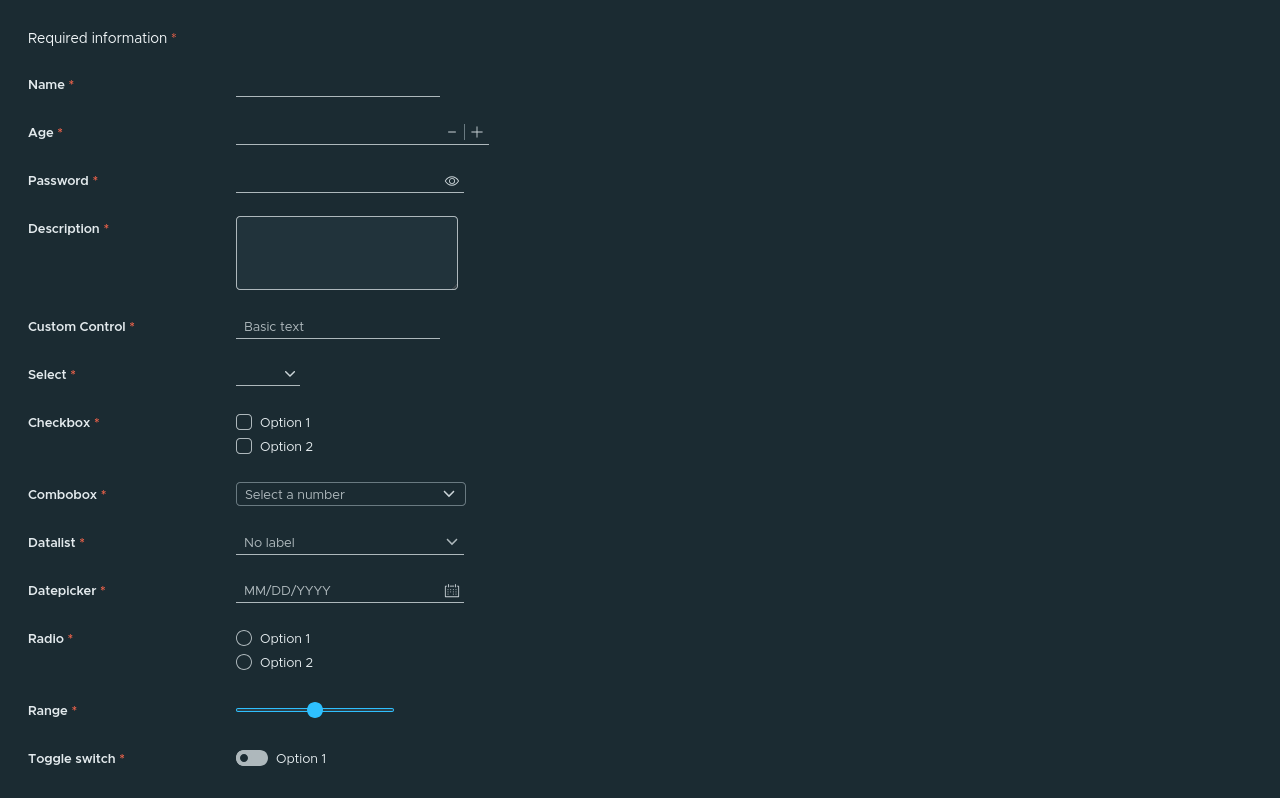 Required information *
Name *
Age *
Password *
Description *
Custom Control * Basic text
Select *
Checkbox * Option 1
Option 2
Combobox * Select a number
Datalist * No label
Datepicker * MM/DD/YYYY
Radio * Option 1
Option 2
Range *
Toggle switch * Option 1